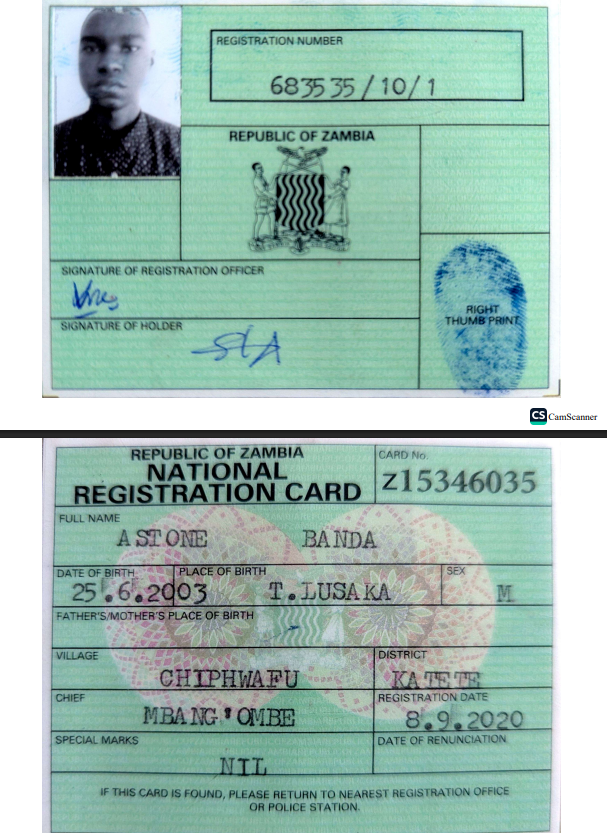 REGISTRATION NUMBER
683535/10/1
REPUBLIC OF ZAMBIA
SIGNATURE OF REGISTRATION OFFICER
SIGNATURE OF HOLDER
RIGHT
THUMB PRINT
CS CamScanner
REPUBLIC OF ZAMBIA
NATIONAL
REGISTRATION CARD
CARD No.
Z15346035
FULL NAME
ASTONE BANDA
DATE OF BIRTH PLACE OF BIRTH SEX
25.6.2003 T.LUSAKA M
FATHER'S/MOTHER'S PLACE OF BIRTH
VILLAGE DISTRICT
CHIPHWAFU KATETE
CHIEF REGISTRATION DATE
MBANG'OMBE 8.9.2020
SPECIAL MARKS DATE OF RENUNCIATION
NIL
IF THIS CARD IS FOUND, PLEASE RETURN TO NEAREST REGISTRATION OFFICE
OR POLICE STATION.